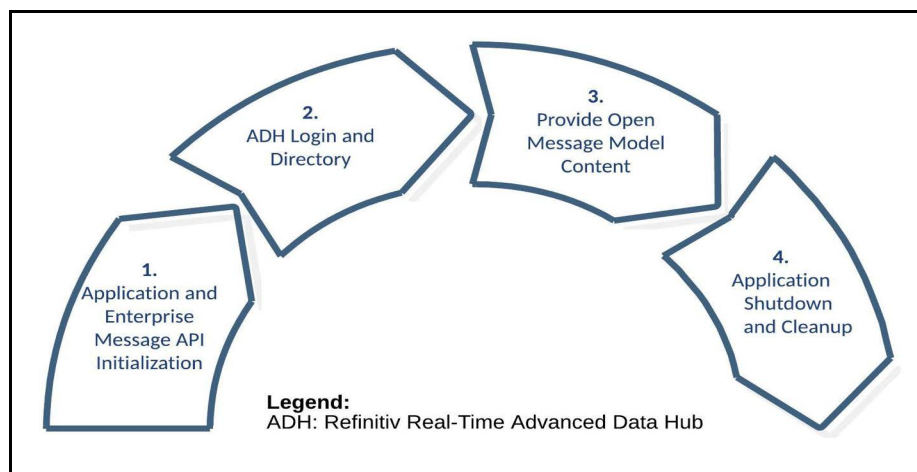 1.
Application and
Enterprise
Message API
Initialization
2.
ADH Login and
Directory
3.
Provide Open
Message Model
Content
4.
Application
Shutdown
and Cleanup
Legend:
ADH: Refinitiv Real-Time Advanced Data Hub